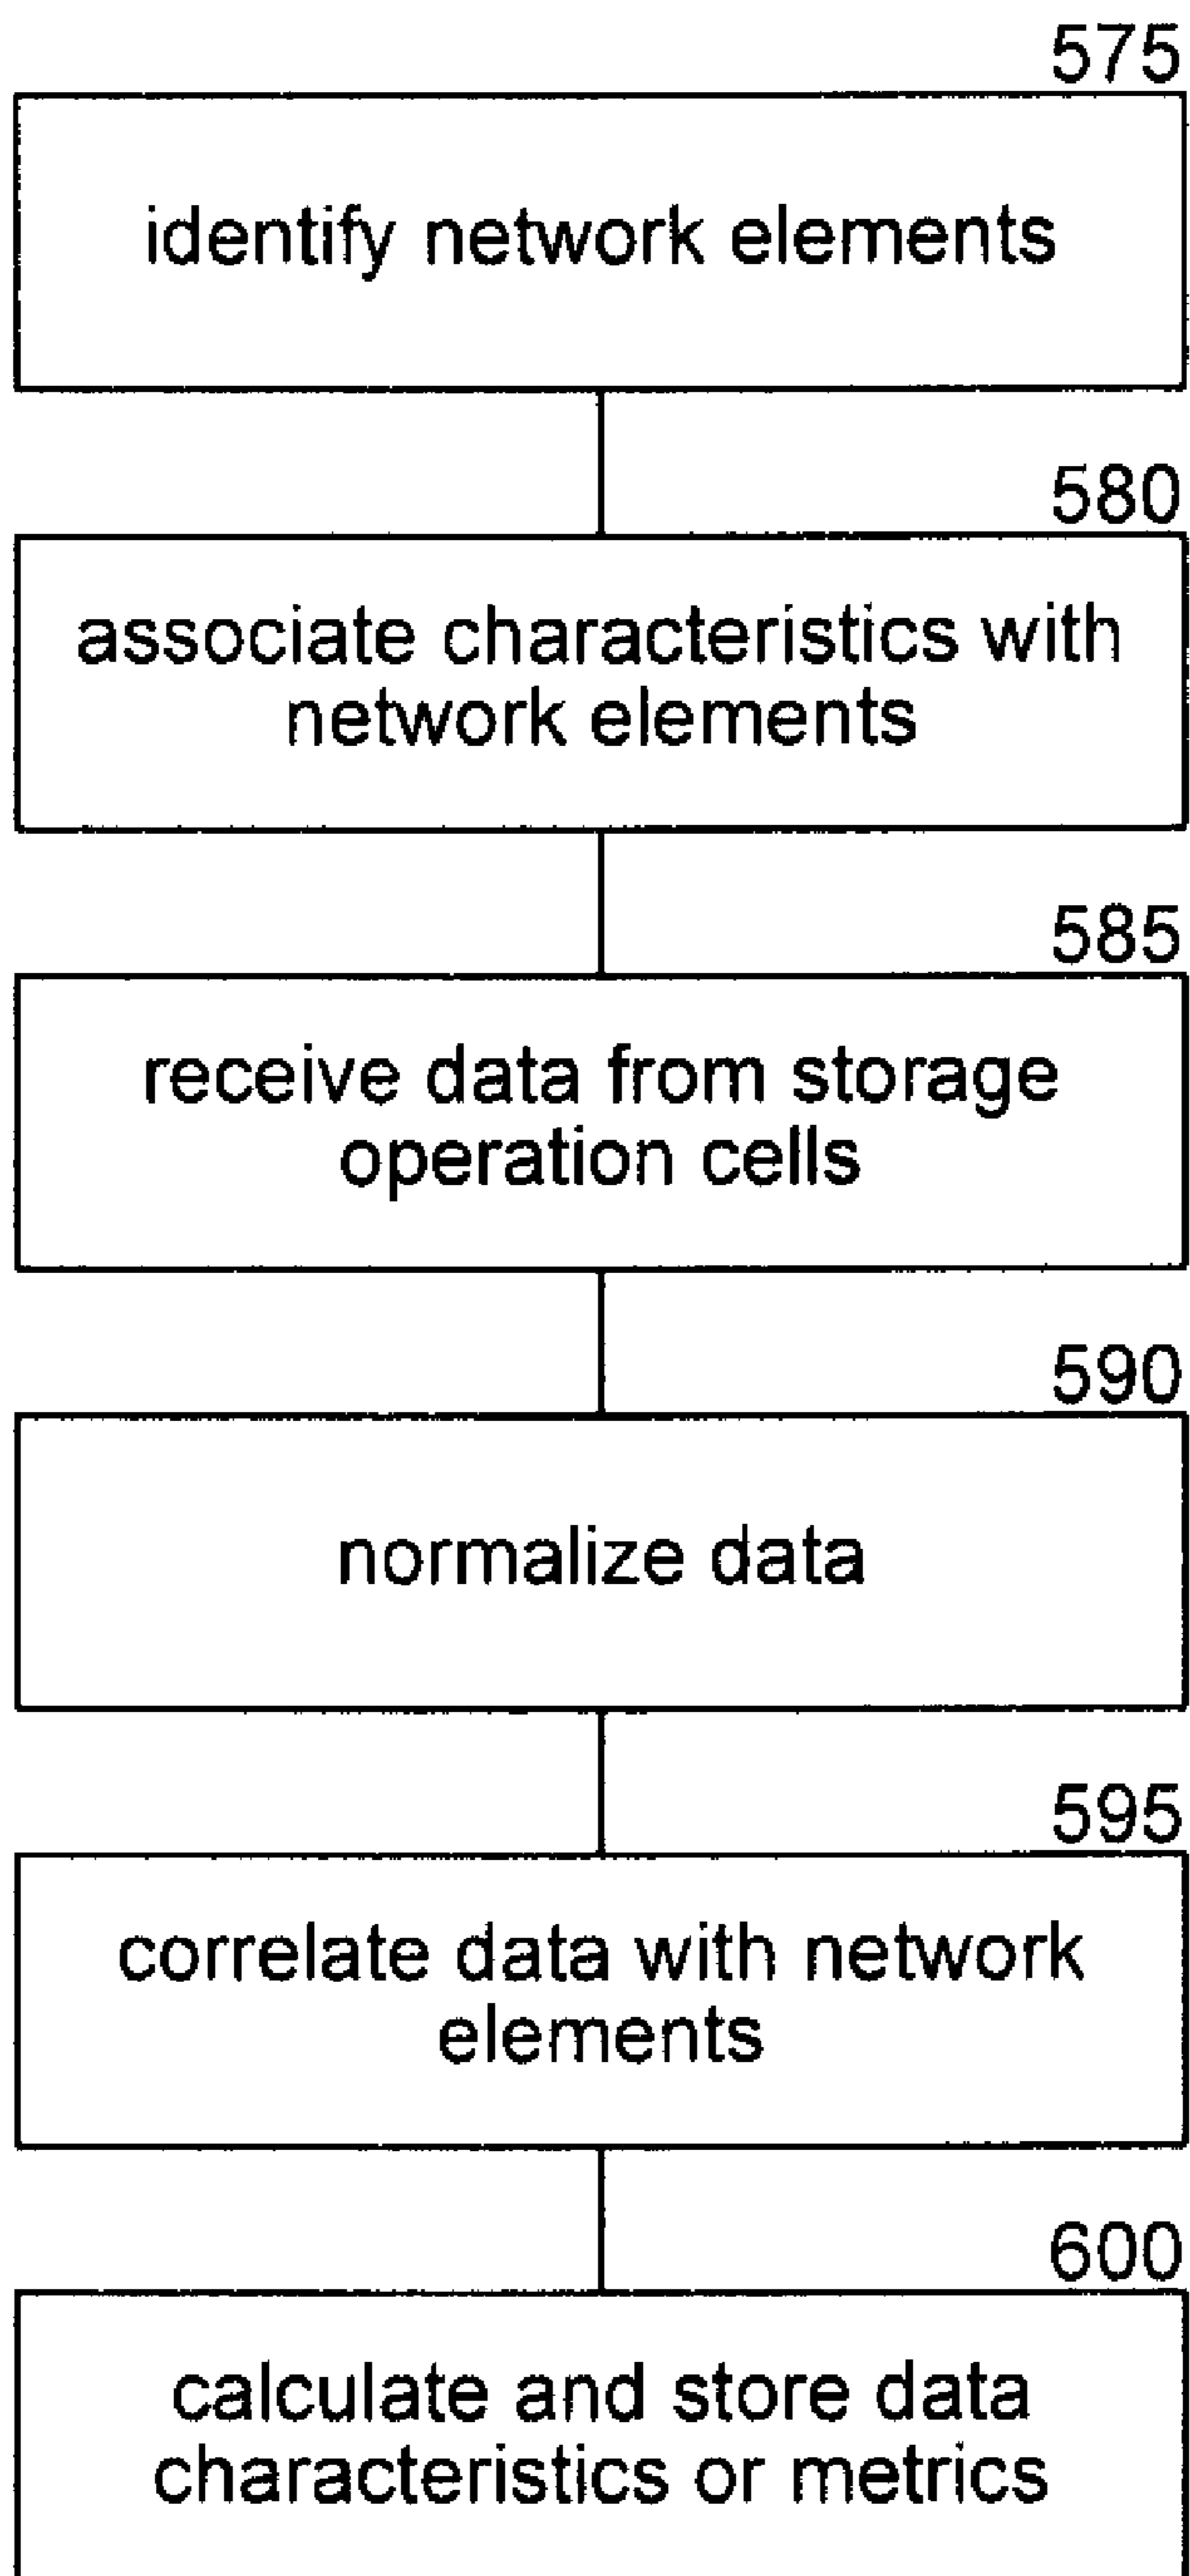 575
identify network elements
580
associate characteristics with
network elements
585
receive data from storage
operation cells
590
normalize data
595
correlate data with network
elements
600
calculate and store data
characteristics or metrics